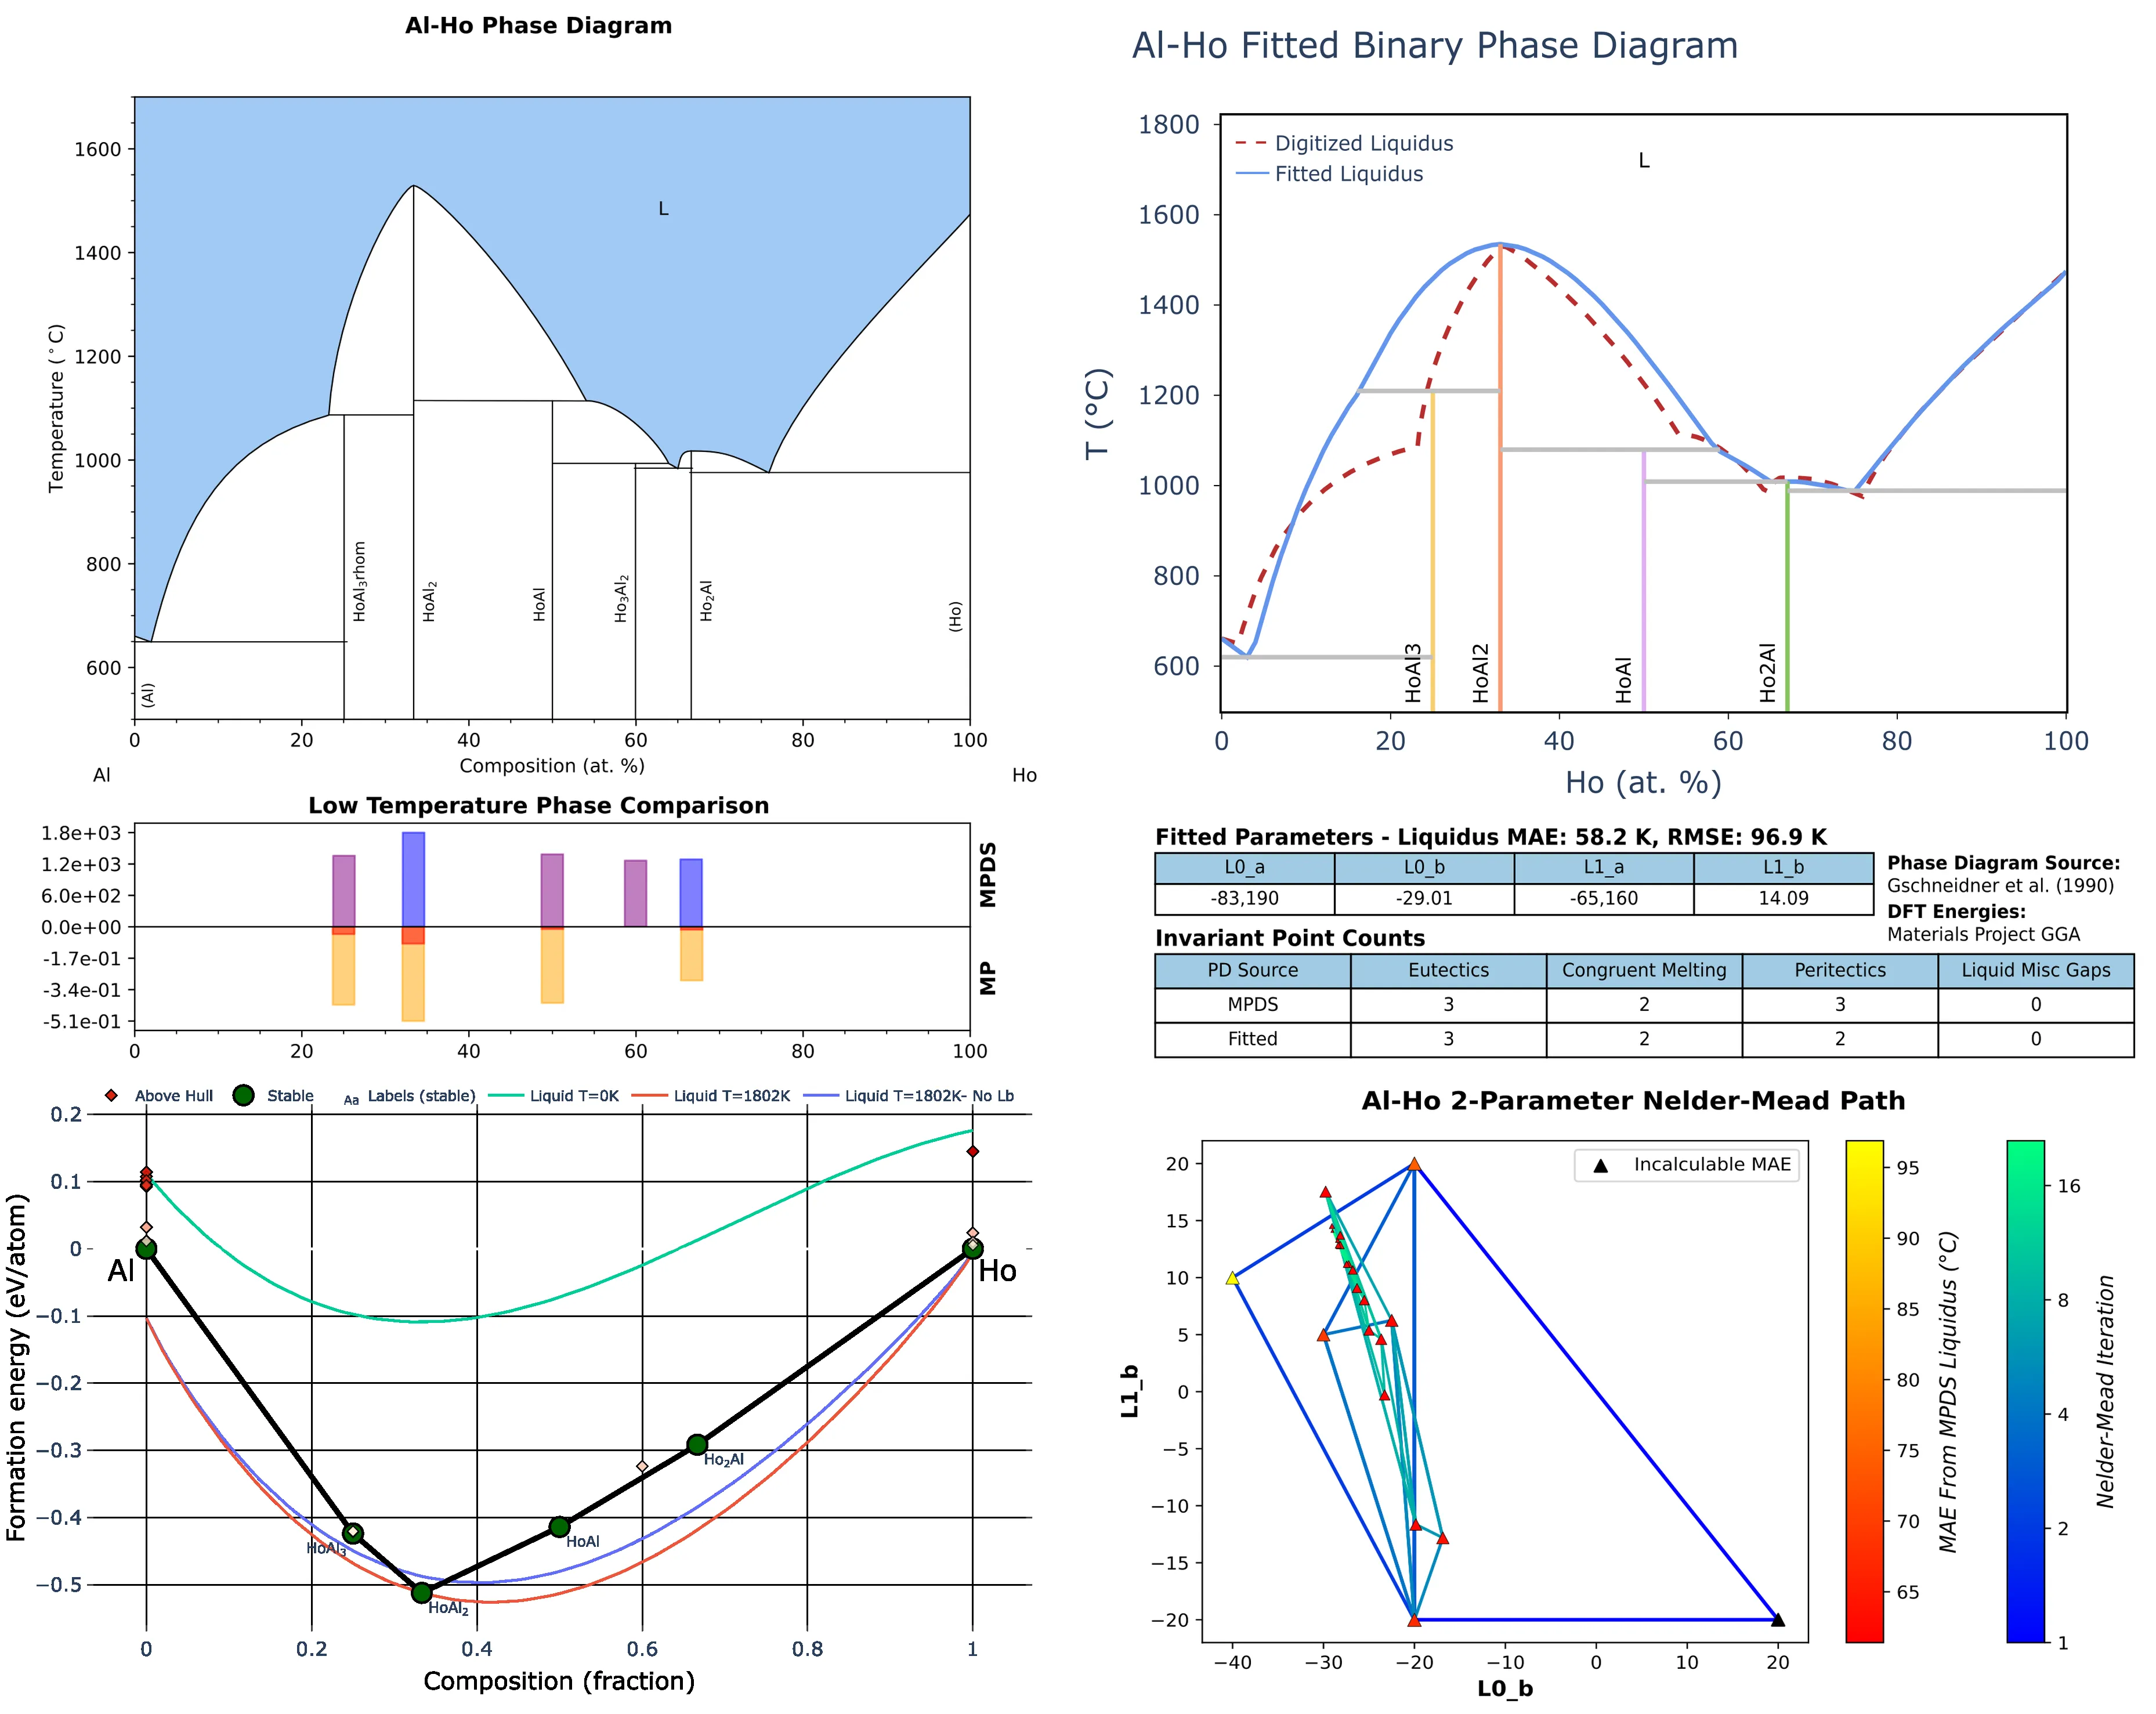 Al-Ho Phase Diagram
Temperature (°C)
1600
1400
1200
1000
800
600
L
HoAl₃rhom
HoAl₂
HoAl
Ho₃Al₂
Ho₂Al
(Ho)
(Al)
0 20 40 60 80 100
Composition (at. %)
Al Ho
Al-Ho Fitted Binary Phase Diagram
Digitized Liquidus
Fitted Liquidus
L
T (°C)
1800
1600
1400
1200
1000
800
600
HoAl3
HoAl2
HoAl
Ho2Al
0 20 40 60 80 100
Ho (at. %)
Low Temperature Phase Comparison
1.8e+03
1.2e+03
6.0e+02
0.0e+00
-1.7e-01
-3.4e-01
-5.1e-01
MPDS
MP
0 20 40 60 80 100
Fitted Parameters - Liquidus MAE: 58.2 K, RMSE: 96.9 K
L0_a L0_b L1_a L1_b
-83,190 -29.01 -65,160 14.09
Phase Diagram Source:
Gschneidner et al. (1990)
DFT Energies:
Materials Project GGA
Invariant Point Counts
PD Source Eutectics Congruent Melting Peritectics Liquid Misc Gaps
MPDS 3 2 3 0
Fitted 3 2 2 0
Above Hull Stable Aa Labels (stable) Liquid T=0K Liquid T=1802K Liquid T=1802K- No Lb
Formation energy (eV/atom)
0.2
0.1
0
−0.1
−0.2
−0.3
−0.4
−0.5
Al
Ho
HoAl₃
HoAl₂
HoAl
Ho₂Al
0 0.2 0.4 0.6 0.8 1
Composition (fraction)
Al-Ho 2-Parameter Nelder-Mead Path
Incalculable MAE
L1_b
20
15
10
5
0
−5
−10
−15
−20
−40 −30 −20 −10 0 10 20
L0_b
95
90
85
80
75
70
65
MAE From MPDS Liquidus (°C)
16
8
4
2
1
Nelder-Mead Iteration